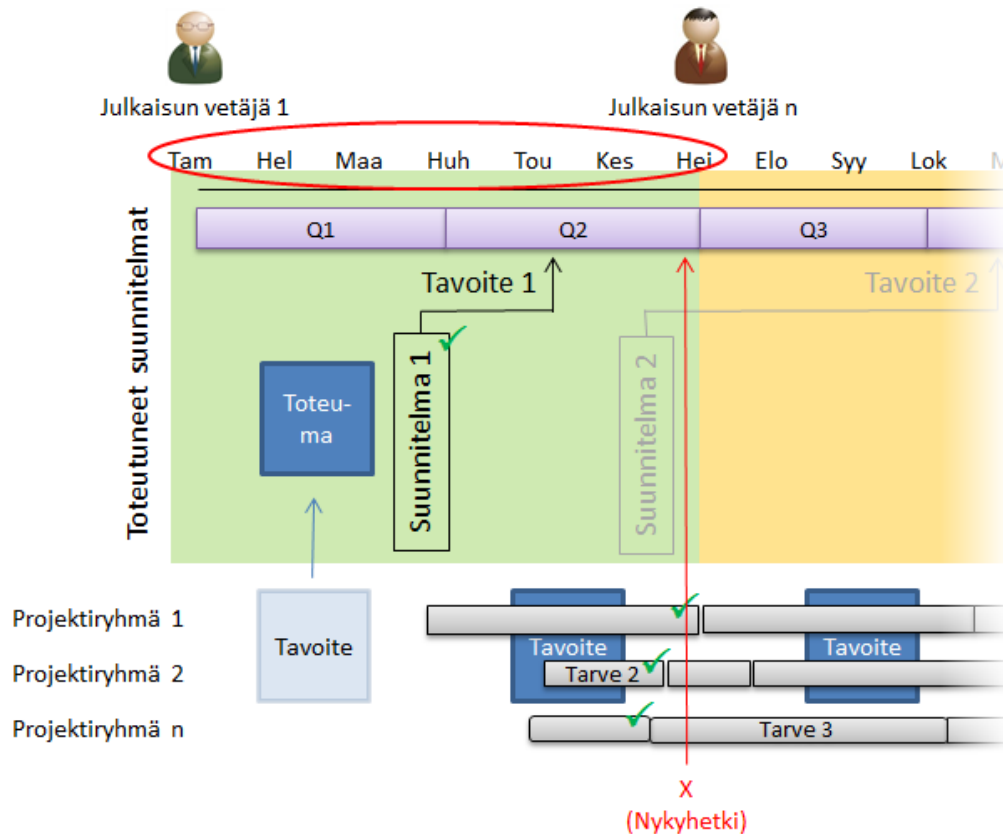 Julkaisun vetäjä 1
Julkaisun vetäjä n
Tam Hel Maa Huh Tou Kes Hei Elo Syy Lok M
Toteutuneet suunnitelmat
Q1 Q2 Q3
Tavoite 1
Tavoite 2
Suunnitelma 1
Suunnitelma 2
Toteu-
ma
Tavoite
Projektiryhmä 1
Tavoite
Tavoite
Projektiryhmä 2
Tarve 2
Projektiryhmä n
Tarve 3
X
(Nykyhetki)